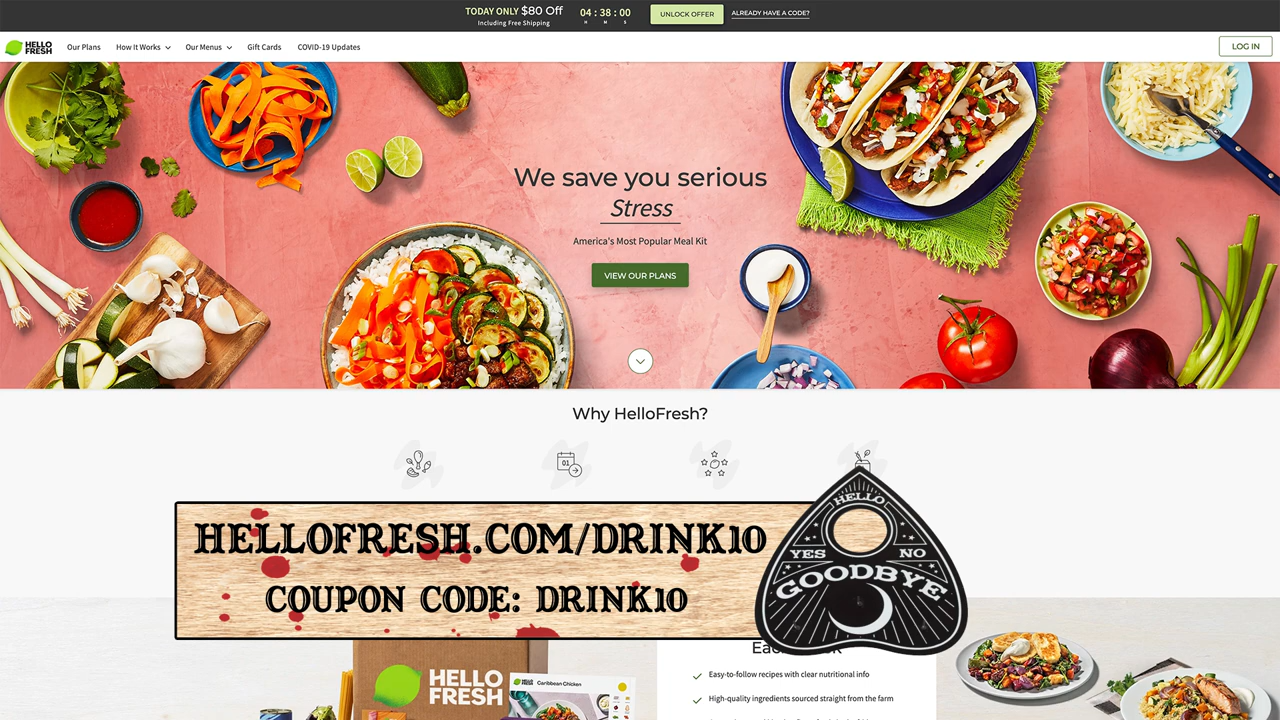 TODAY ONLY $80 Off
Including Free Shipping
04 : 38 : 00
H M S
UNLOCK OFFER
ALREADY HAVE A CODE?
HELLO FRESH
Our Plans
How It Works
Our Menus
Gift Cards
COVID-19 Updates
LOG IN
We save you serious
Stress
America's Most Popular Meal Kit
VIEW OUR PLANS
Why HelloFresh?
01
HELLOFRESH.COM/DRINK10
COUPON CODE: DRINK10
HELLO
YES NO
GOODBYE
HELLO
FRESH
HELLO FRESH
Caribbean Chicken
Easy-to-follow recipes with clear nutritional info
High-quality ingredients sourced straight from the farm